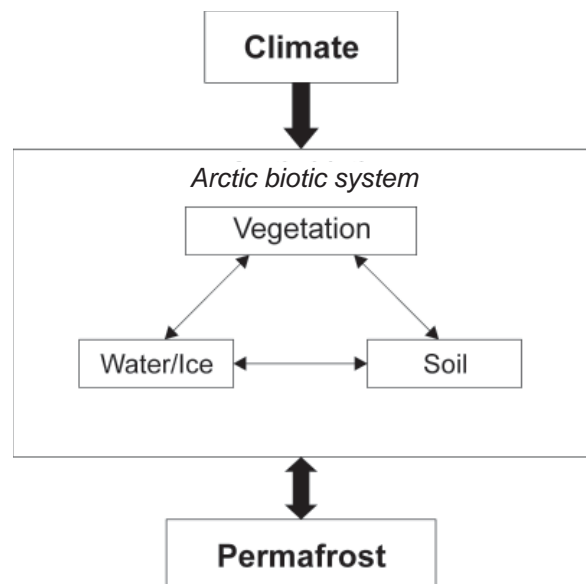 Climate
Arctic biotic system
Vegetation
Water/Ice
Soil
Permafrost